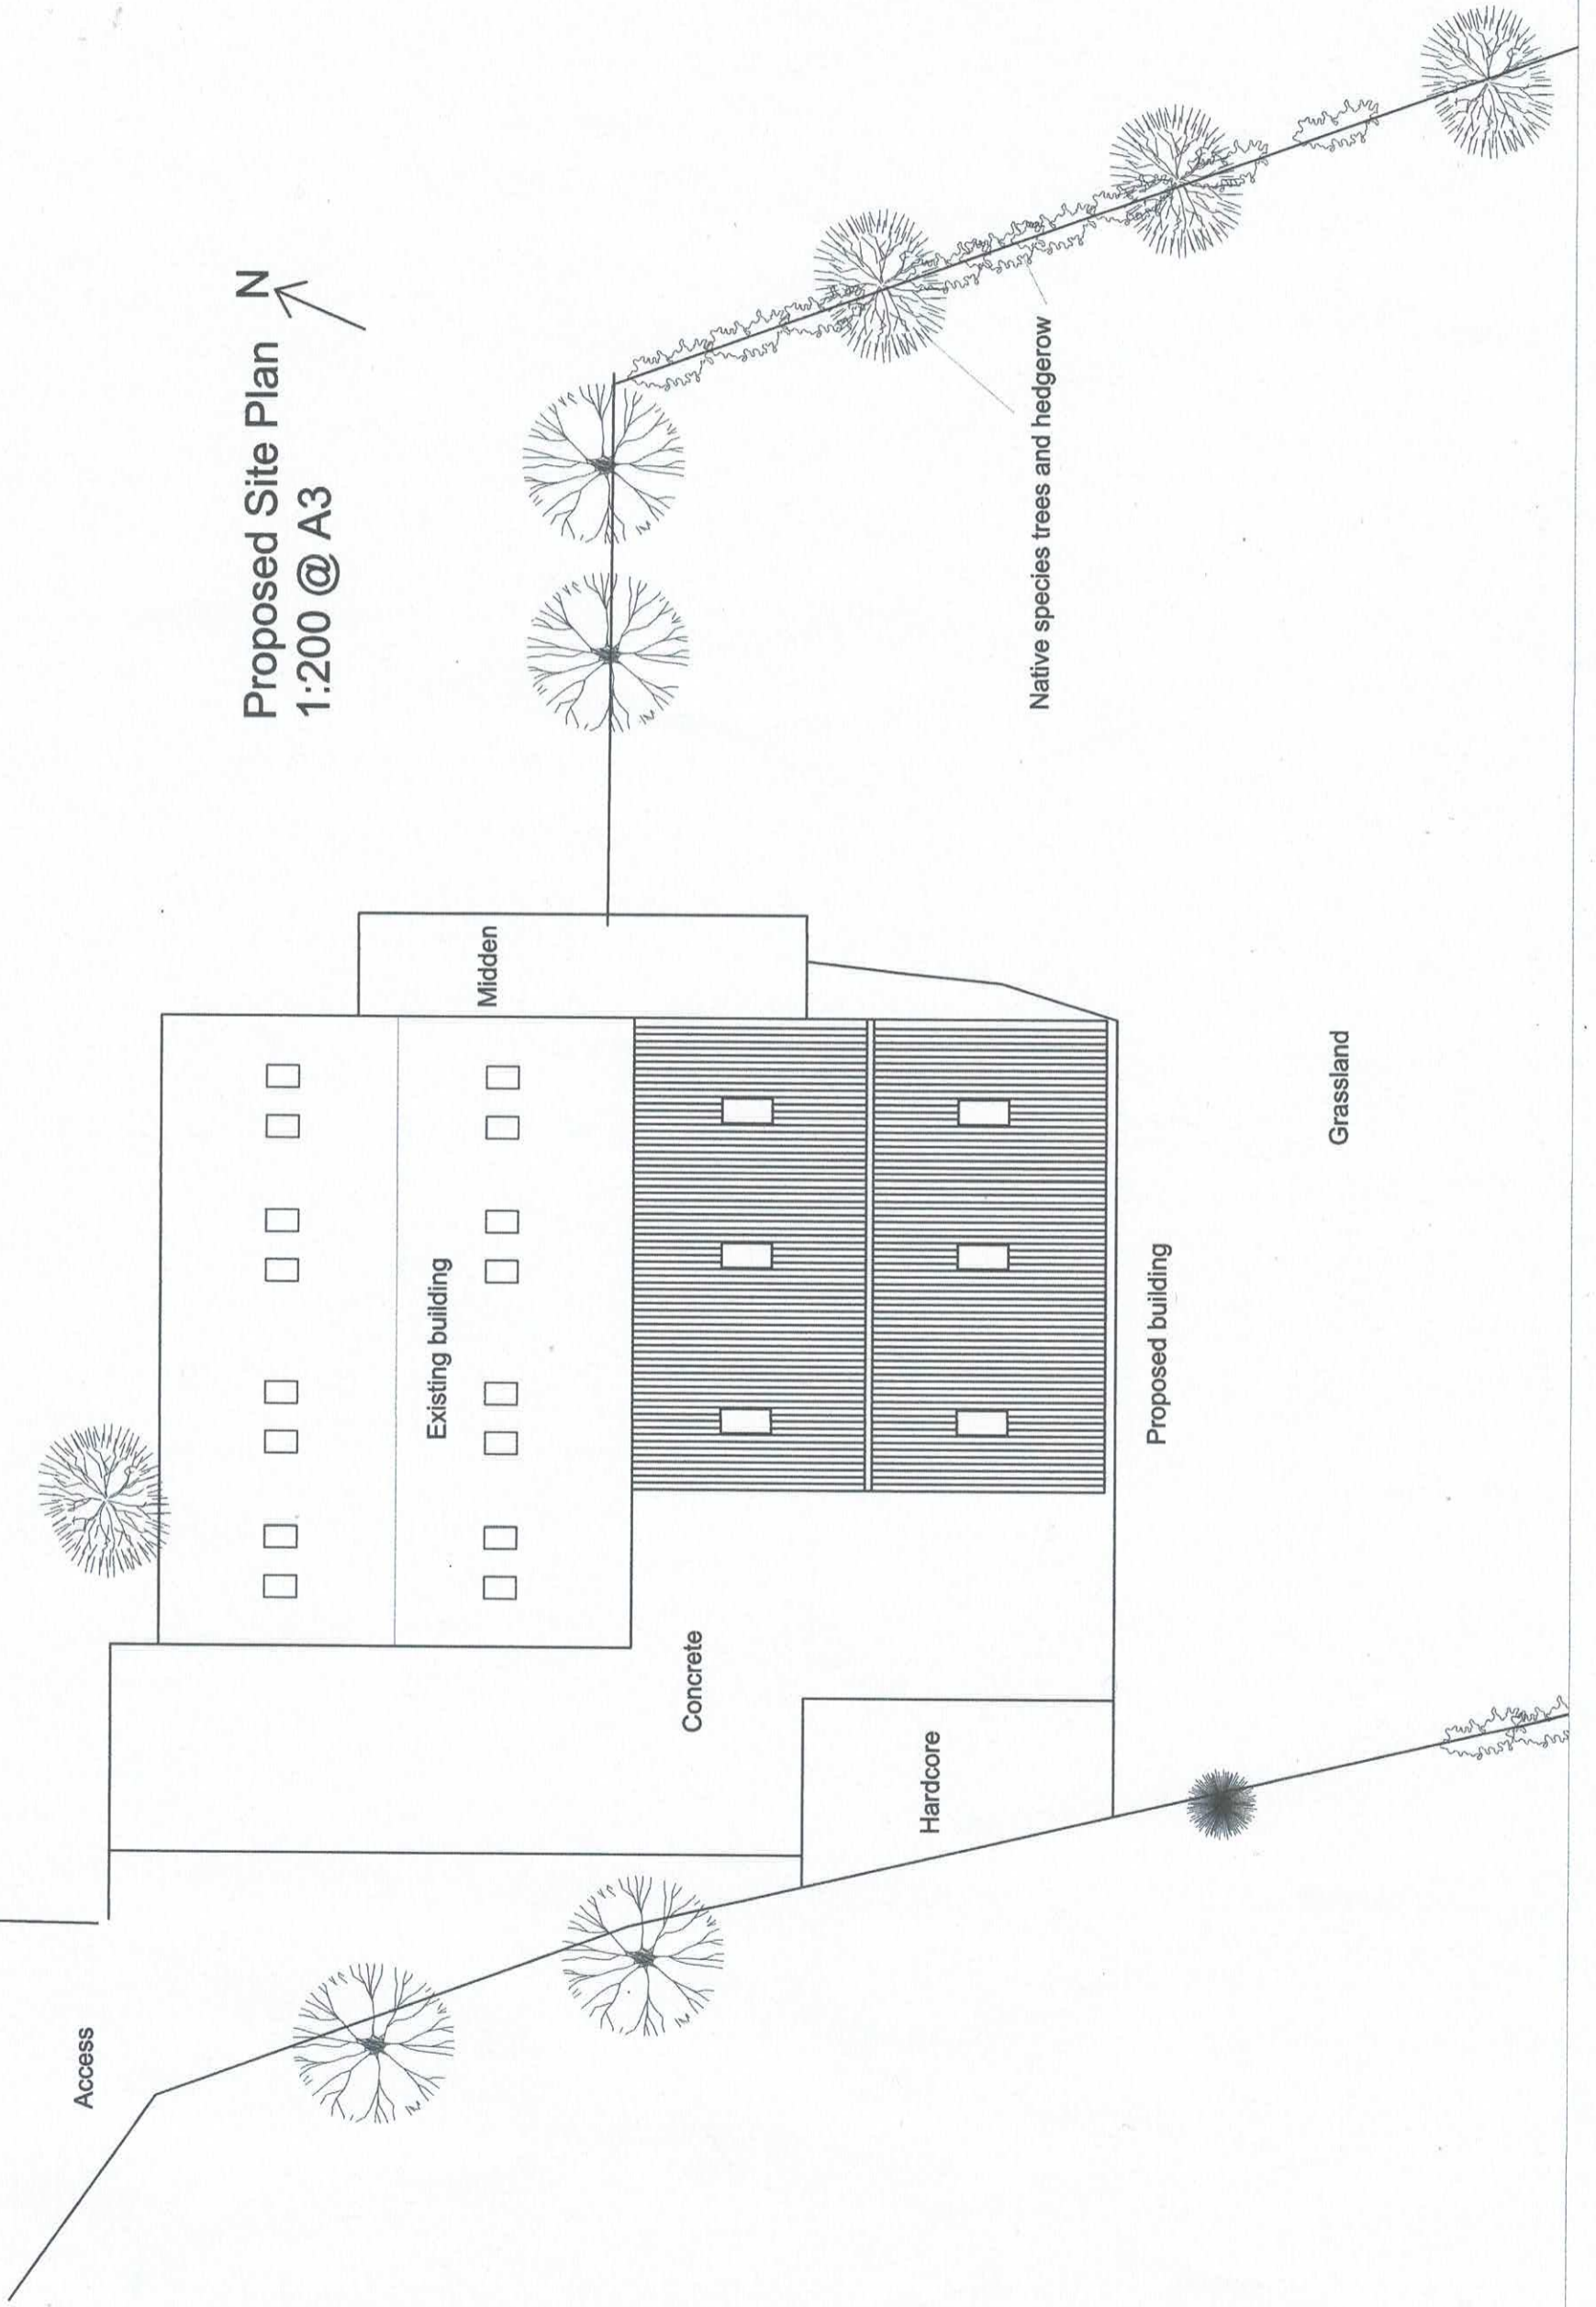 Proposed Site Plan N
1:200 @ A3
Access
Existing building
Midden
Concrete
Hardcore
Native species trees and hedgerow
Proposed building
Grassland